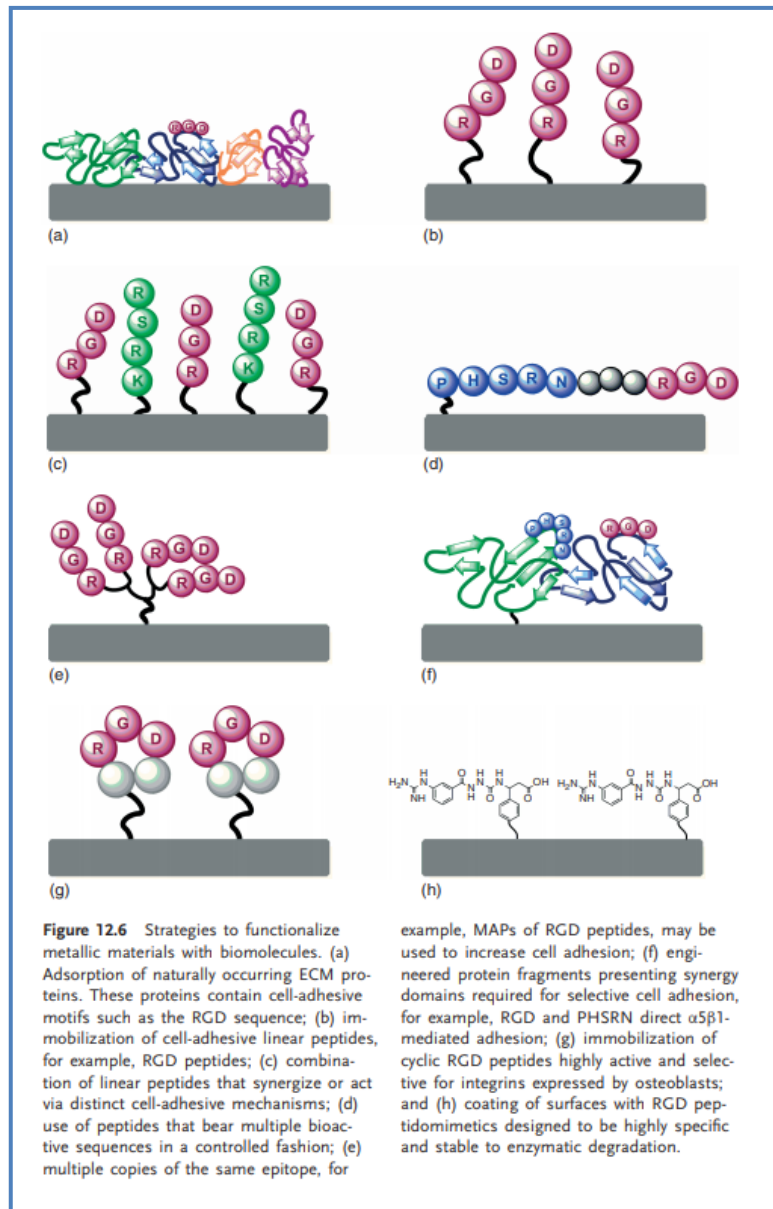 R G D
(a)
R G D
R G D
R G D
(b)
R G D
K R S R
R G D
K R S R
R G D
(c)
P H S R N R G D
(d)
R G D
R G D
R G D
R G D
(e)
P H S R N
R G D
(f)
R G D
R G D
(g)
H₂N NH H N O N H H N O H N O OH
H₂N NH H N O N H H N O H N O OH
(h)
Figure 12.6 Strategies to functionalize
metallic materials with biomolecules. (a)
Adsorption of naturally occurring ECM pro-
teins. These proteins contain cell-adhesive
motifs such as the RGD sequence; (b) im-
mobilization of cell-adhesive linear peptides,
for example, RGD peptides; (c) combina-
tion of linear peptides that synergize or act
via distinct cell-adhesive mechanisms; (d)
use of peptides that bear multiple bioac-
tive sequences in a controlled fashion; (e)
multiple copies of the same epitope, for
example, MAPs of RGD peptides, may be
used to increase cell adhesion; (f) engi-
neered protein fragments presenting synergy
domains required for selective cell adhesion,
for example, RGD and PHSRN direct α5β1-
mediated adhesion; (g) immobilization of
cyclic RGD peptides highly active and selec-
tive for integrins expressed by osteoblasts;
and (h) coating of surfaces with RGD pep-
tidomimetics designed to be highly specific
and stable to enzymatic degradation.